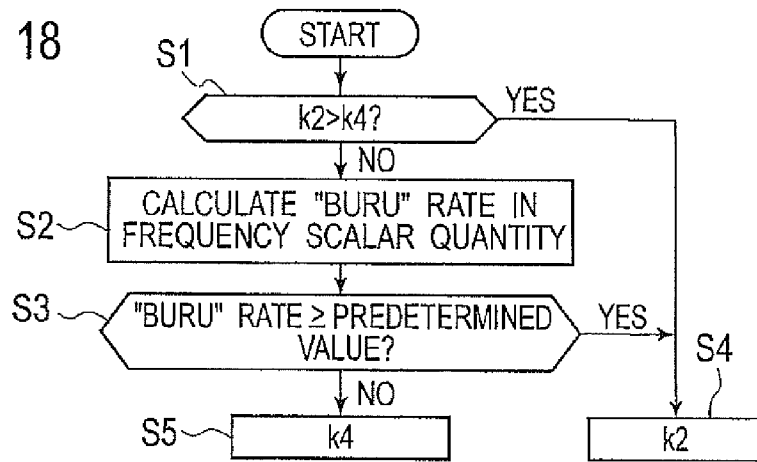 18
START
S1
k2>k4?
YES
NO
S2
CALCULATE "BURU" RATE IN
FREQUENCY SCALAR QUANTITY
S3
"BURU" RATE ≥ PREDETERMINED
VALUE?
YES
NO
S4
S5
k4
k2